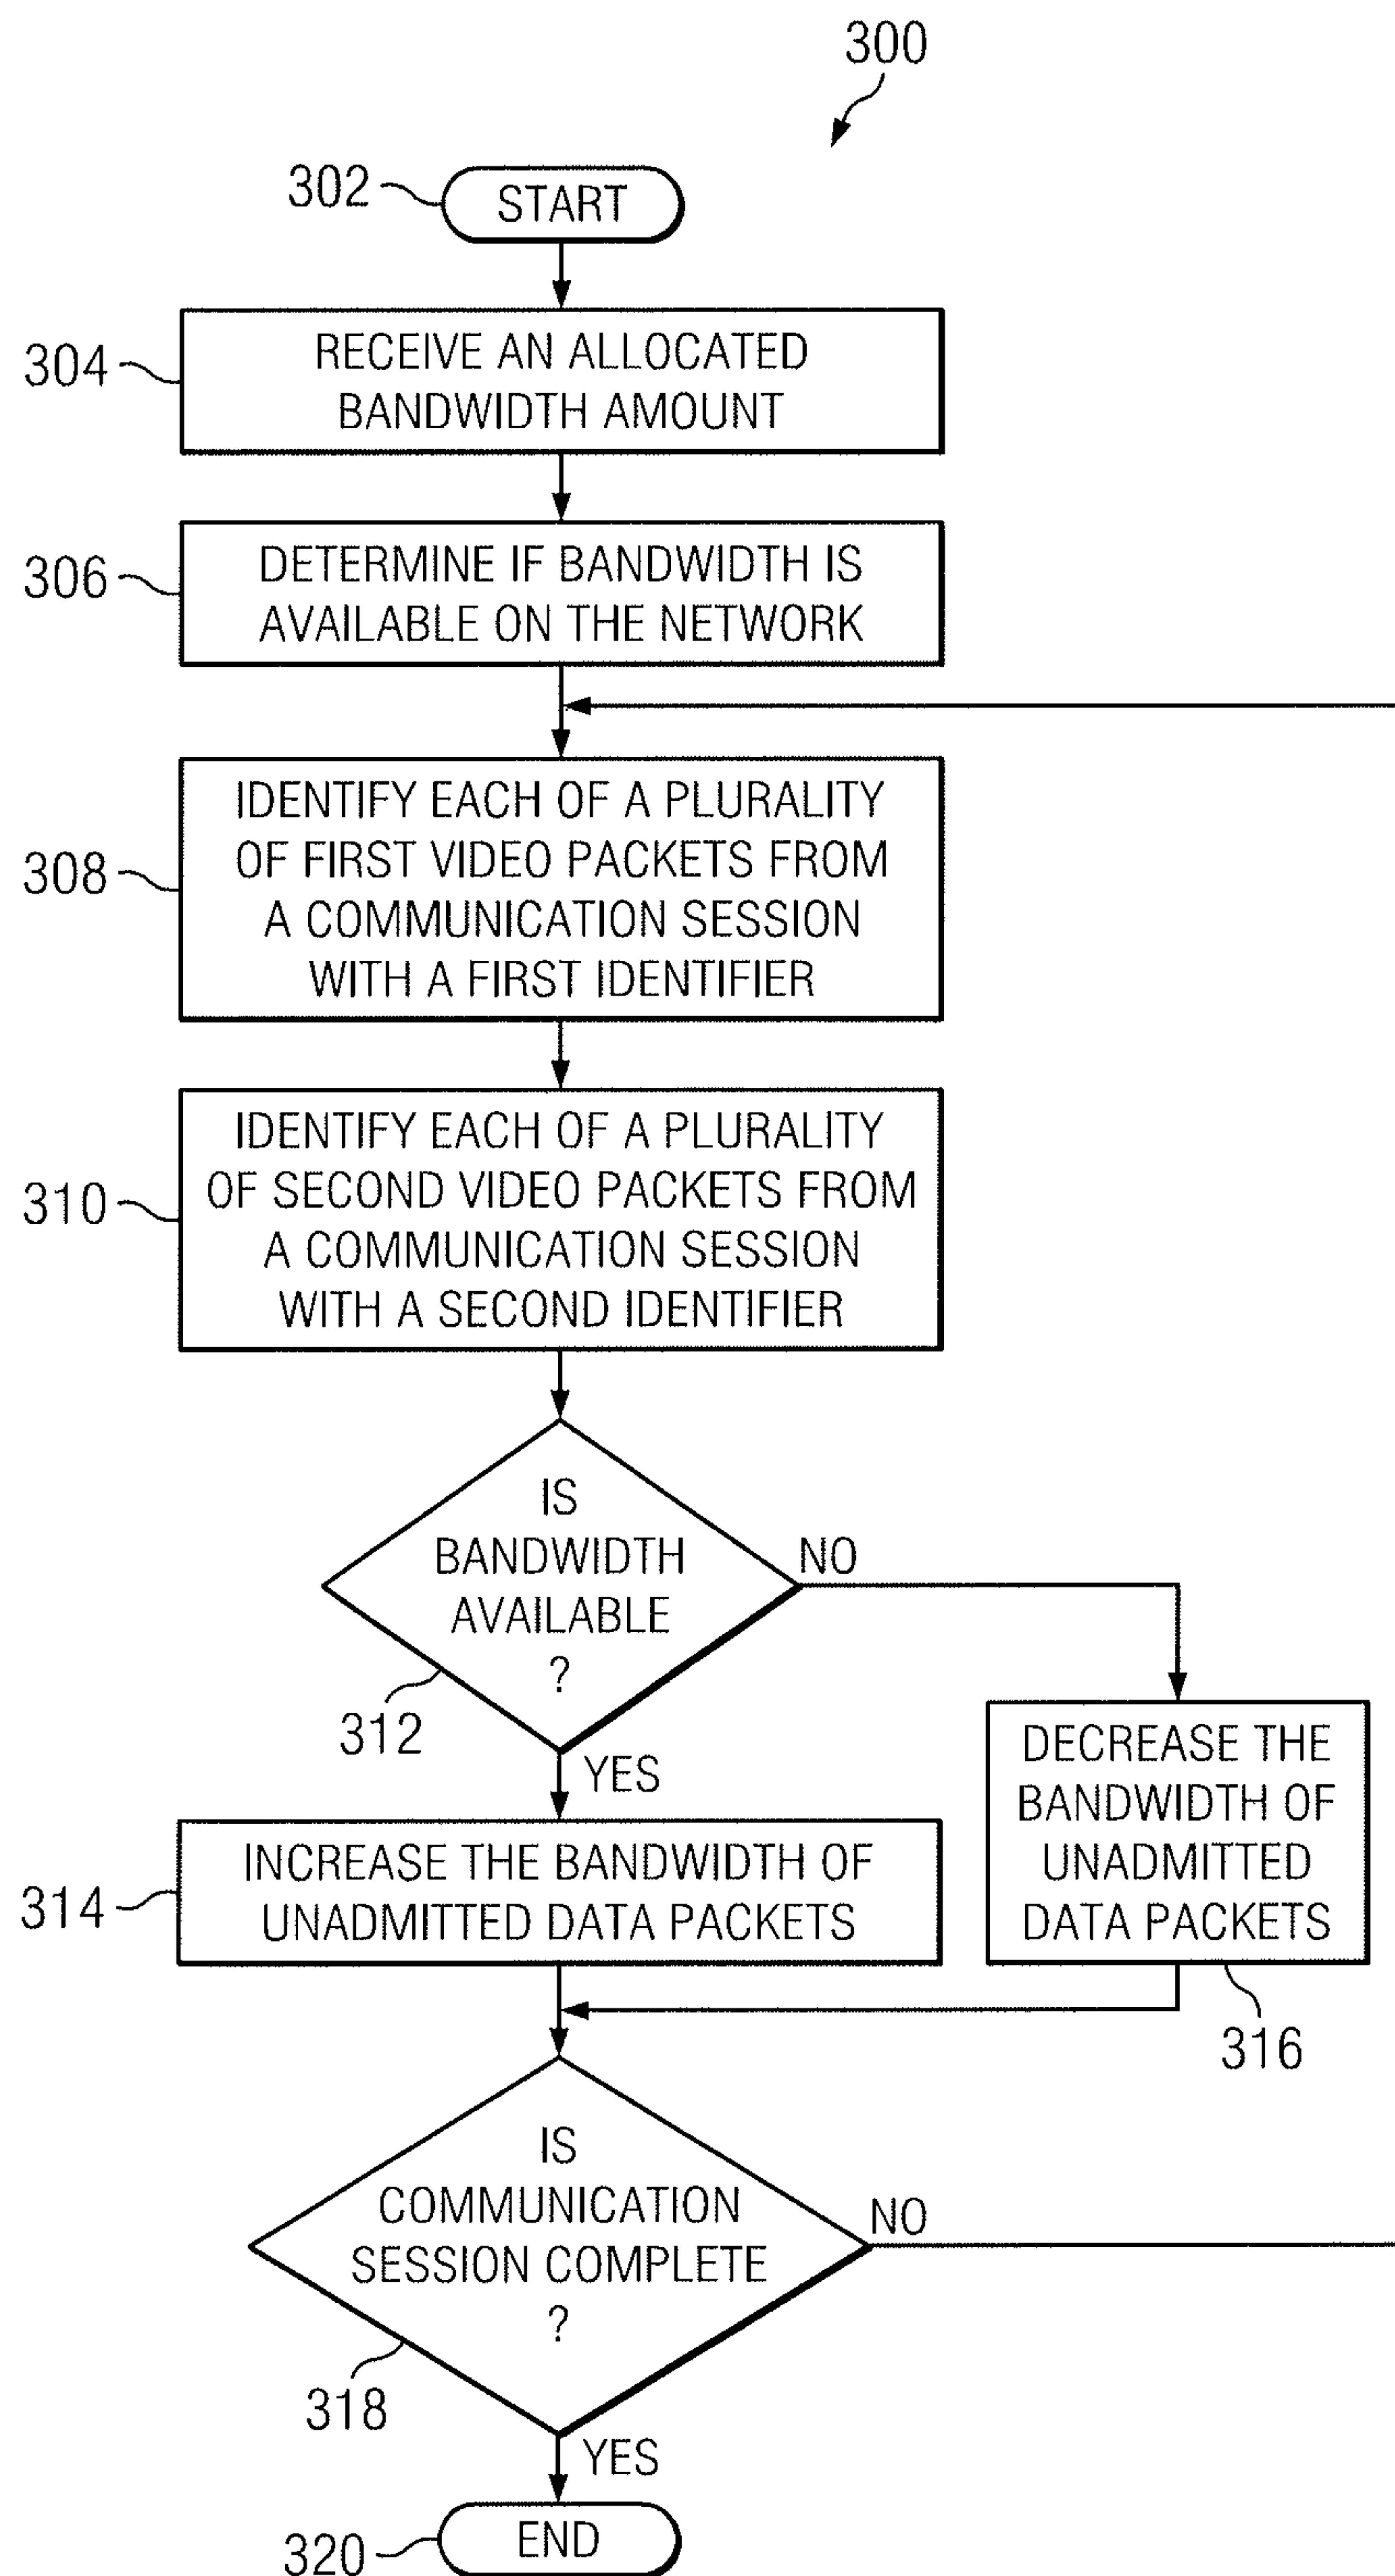 300
302
START
304
RECEIVE AN ALLOCATED
BANDWIDTH AMOUNT
306
DETERMINE IF BANDWIDTH IS
AVAILABLE ON THE NETWORK
308
IDENTIFY EACH OF A PLURALITY
OF FIRST VIDEO PACKETS FROM
A COMMUNICATION SESSION
WITH A FIRST IDENTIFIER
310
IDENTIFY EACH OF A PLURALITY
OF SECOND VIDEO PACKETS FROM
A COMMUNICATION SESSION
WITH A SECOND IDENTIFIER
IS
BANDWIDTH
AVAILABLE
?
NO
312
YES
314
INCREASE THE BANDWIDTH OF
UNADMITTED DATA PACKETS
DECREASE THE
BANDWIDTH OF
UNADMITTED
DATA PACKETS
316
IS
COMMUNICATION
SESSION COMPLETE
?
NO
318
YES
320
END